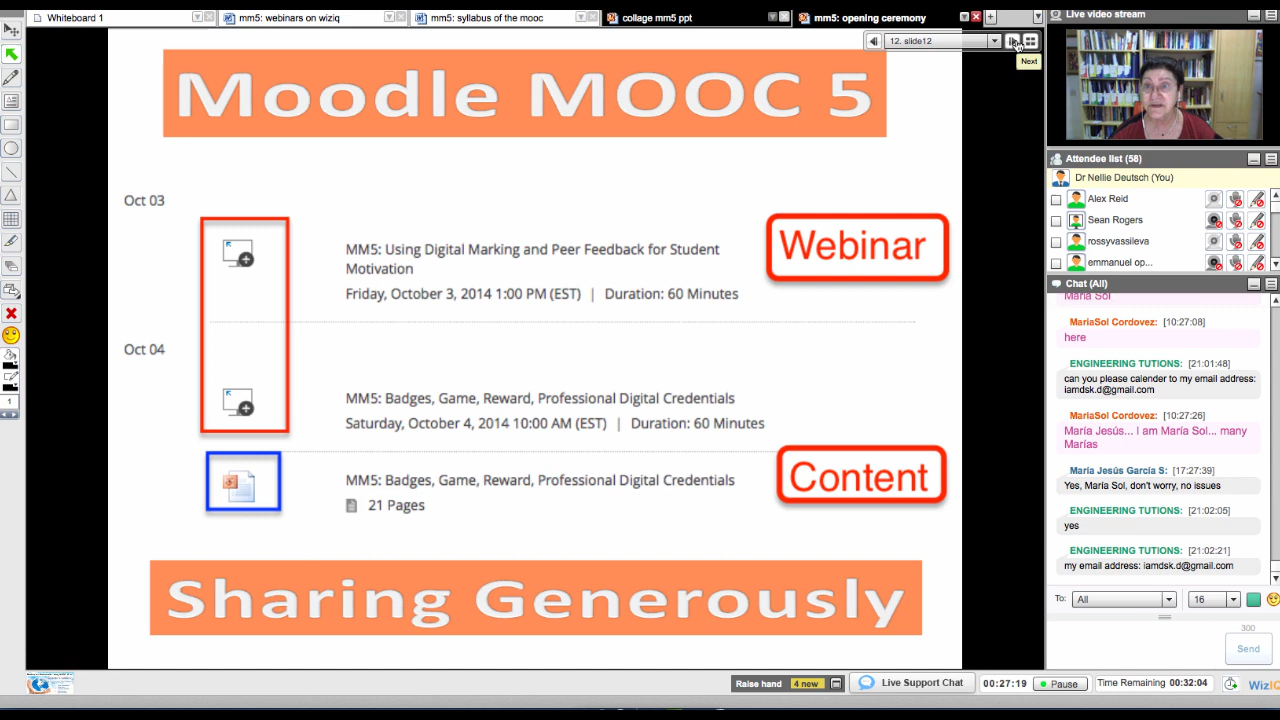 Whiteboard 1
mm5: webinars on wiziq
mm5: syllabus of the mooc
collage mm5 ppt
mm5: opening ceremony
12. slide12
Next
Moodle MOOC 5
Oct 03
MM5: Using Digital Marking and Peer Feedback for Student
Motivation
Friday, October 3, 2014 1:00 PM (EST) | Duration: 60 Minutes
Webinar
Oct 04
MM5: Badges, Game, Reward, Professional Digital Credentials
Saturday, October 4, 2014 10:00 AM (EST) | Duration: 60 Minutes
MM5: Badges, Game, Reward, Professional Digital Credentials
21 Pages
Content
Sharing Generously
1
Live video stream
Attendee list (58)
Dr Nellie Deutsch (You)
Alex Reid
Sean Rogers
rossyvassileva
emmanuel op...
Chat (All)
María Sol
MariaSol Cordovez: [10:27:08]
here
ENGINEERING TUTIONS: [21:01:48]
can you please calender to my email address:
iamdsk.d@gmail.com
MariaSol Cordovez: [10:27:26]
María Jesús... I am María Sol... many
Marías
María Jesús García S: [17:27:39]
Yes, María Sol, don't worry, no issues
ENGINEERING TUTIONS: [21:02:05]
yes
ENGINEERING TUTIONS: [21:02:21]
my email address: iamdsk.d@gmail.com
To: All 16
300
Send
Raise hand 4 new
Live Support Chat
00:27:19
Pause
Time Remaining 00:32:04
WizIQ